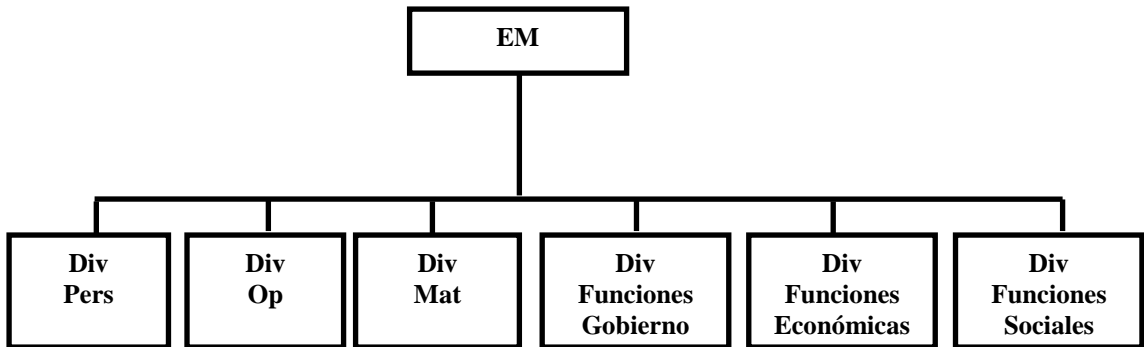 EM
Div
Pers
Div
Op
Div
Mat
Div
Funciones
Gobierno
Div
Funciones
Económicas
Div
Funciones
Sociales